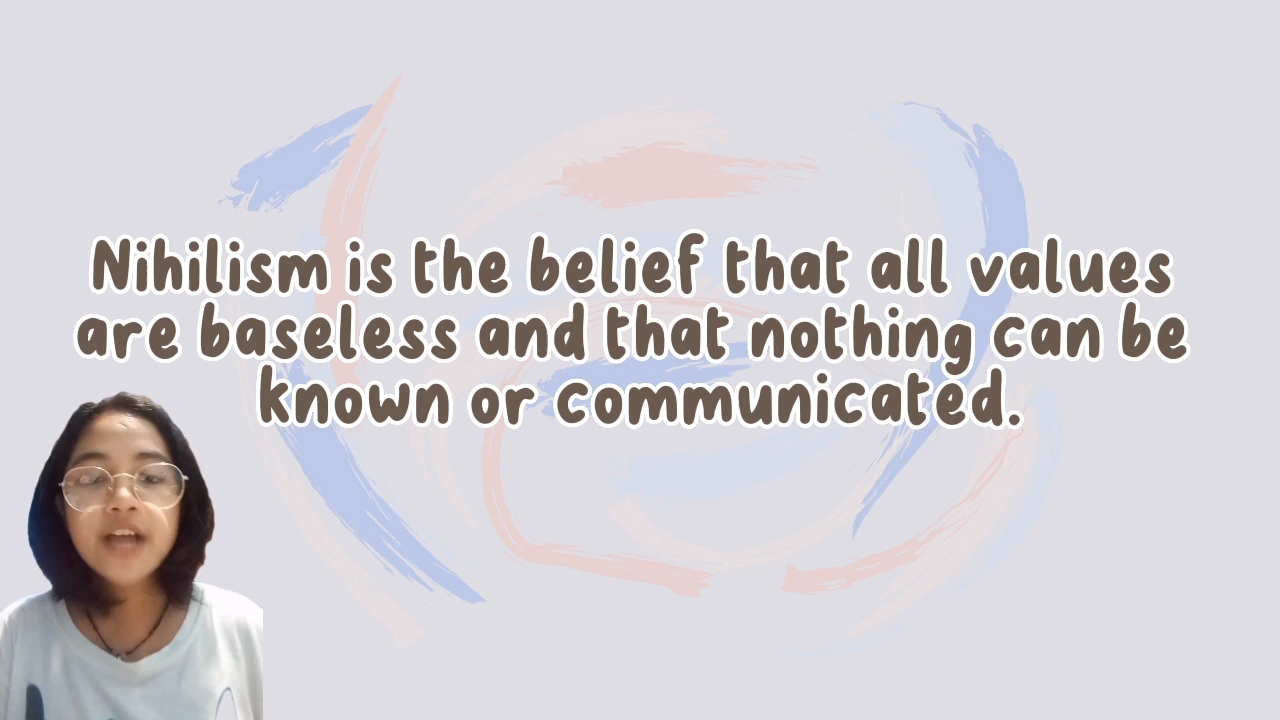 Nihilism is the belief that all values
are baseless and that nothing can be
known or communicated.